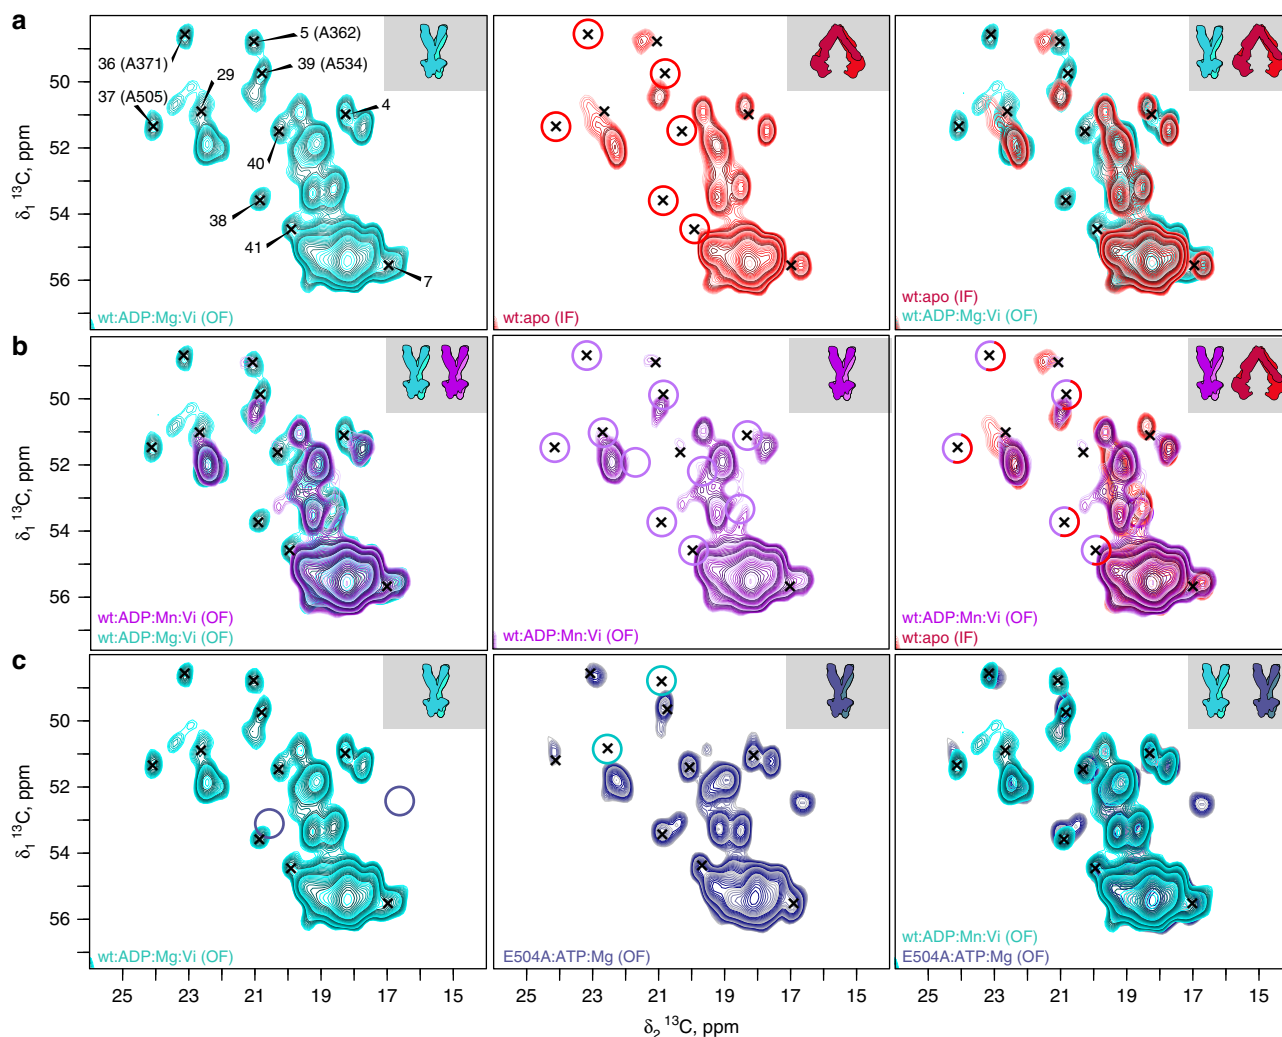 a
5 (A362)
36 (A371)
29
39 (A534)
37 (A505)
4
40
38
41
7
wt:ADP:Mg:Vi (OF)
wt:apo (IF)
wt:apo (IF)
wt:ADP:Mg:Vi (OF)
50
52
54
56
δ1 13C, ppm
b
wt:ADP:Mn:Vi (OF)
wt:ADP:Mg:Vi (OF)
wt:ADP:Mn:Vi (OF)
wt:ADP:Mn:Vi (OF)
wt:apo (IF)
50
52
54
56
δ1 13C, ppm
c
wt:ADP:Mg:Vi (OF)
E504A:ATP:Mg (OF)
wt:ADP:Mn:Vi (OF)
E504A:ATP:Mg (OF)
50
52
54
56
δ1 13C, ppm
25 23 21 19 17 15 25 23 21 19 17 15 25 23 21 19 17 15
δ2 13C, ppm